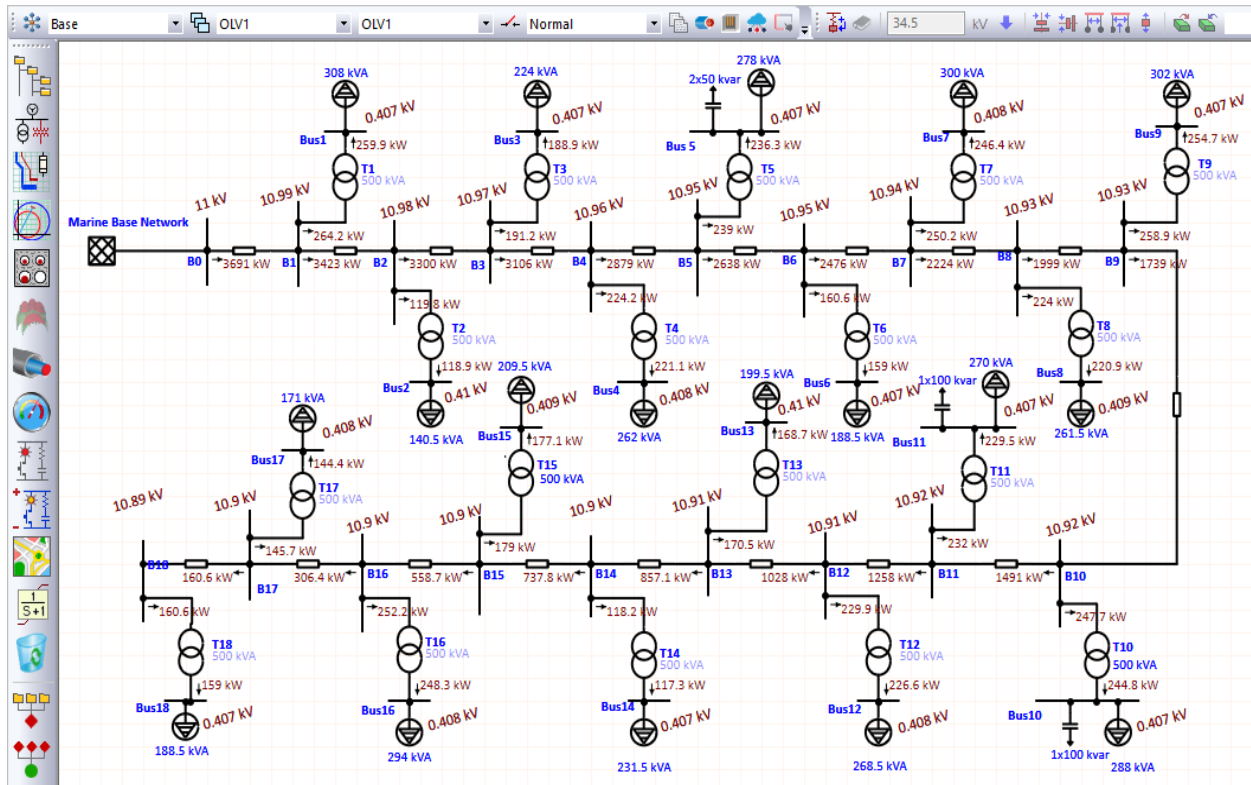 Base
OLV1
OLV1
Normal
34.5
kV
308 kVA
224 kVA
278 kVA
300 kVA
302 kVA
2x50 kvar
0.407 kV
0.407 kV
0.407 kV
0.408 kV
0.407 kV
Bus1
Bus3
Bus 5
Bus7
Bus9
259.9 kW
188.9 kW
236.3 kW
246.4 kW
254.7 kW
T1
500 kVA
T3
500 kVA
T5
500 kVA
T7
500 kVA
T9
500 kVA
11 kV
10.99 kV
10.98 kV
10.97 kV
10.96 kV
10.95 kV
10.95 kV
10.94 kV
10.93 kV
10.93 kV
Marine Base Network
264.2 kW
191.2 kW
239 kW
250.2 kW
258.9 kW
B0
3691 kW
B1
3423 kW
B2
3300 kW
B3
3106 kW
B4
2879 kW
B5
2638 kW
B6
2476 kW
B7
2224 kW
B8
1999 kW
B9
1739 kW
119.8 kW
224.2 kW
160.6 kW
224 kW
T2
500 kVA
T4
500 kVA
T6
500 kVA
T8
500 kVA
118.9 kW
221.1 kW
159 kW
220.9 kW
Bus2
Bus4
Bus6
Bus8
0.41 kV
0.408 kV
0.407 kV
0.409 kV
140.5 kVA
262 kVA
188.5 kVA
261.5 kVA
171 kVA
209.5 kVA
199.5 kVA
270 kVA
1x100 kvar
0.408 kV
0.409 kV
0.41 kV
0.407 kV
Bus17
Bus15
Bus13
Bus11
144.4 kW
177.1 kW
168.7 kW
229.5 kW
T17
500 kVA
T15
500 kVA
T13
500 kVA
T11
500 kVA
10.89 kV
10.9 kV
10.9 kV
10.9 kV
10.9 kV
10.91 kV
10.91 kV
10.92 kV
10.92 kV
145.7 kW
179 kW
170.5 kW
232 kW
B18
160.6 kW
B17
306.4 kW
B16
558.7 kW
B15
737.8 kW
B14
857.1 kW
B13
1028 kW
B12
1258 kW
B11
1491 kW
B10
160.6 kW
252.2 kW
118.2 kW
229.9 kW
247.7 kW
T18
500 kVA
T16
500 kVA
T14
500 kVA
T12
500 kVA
T10
500 kVA
159 kW
248.3 kW
117.3 kW
226.6 kW
244.8 kW
Bus18
Bus16
Bus14
Bus12
Bus10
0.407 kV
0.408 kV
0.407 kV
0.408 kV
0.407 kV
188.5 kVA
294 kVA
231.5 kVA
268.5 kVA
1x100 kvar
288 kVA
1
S+1